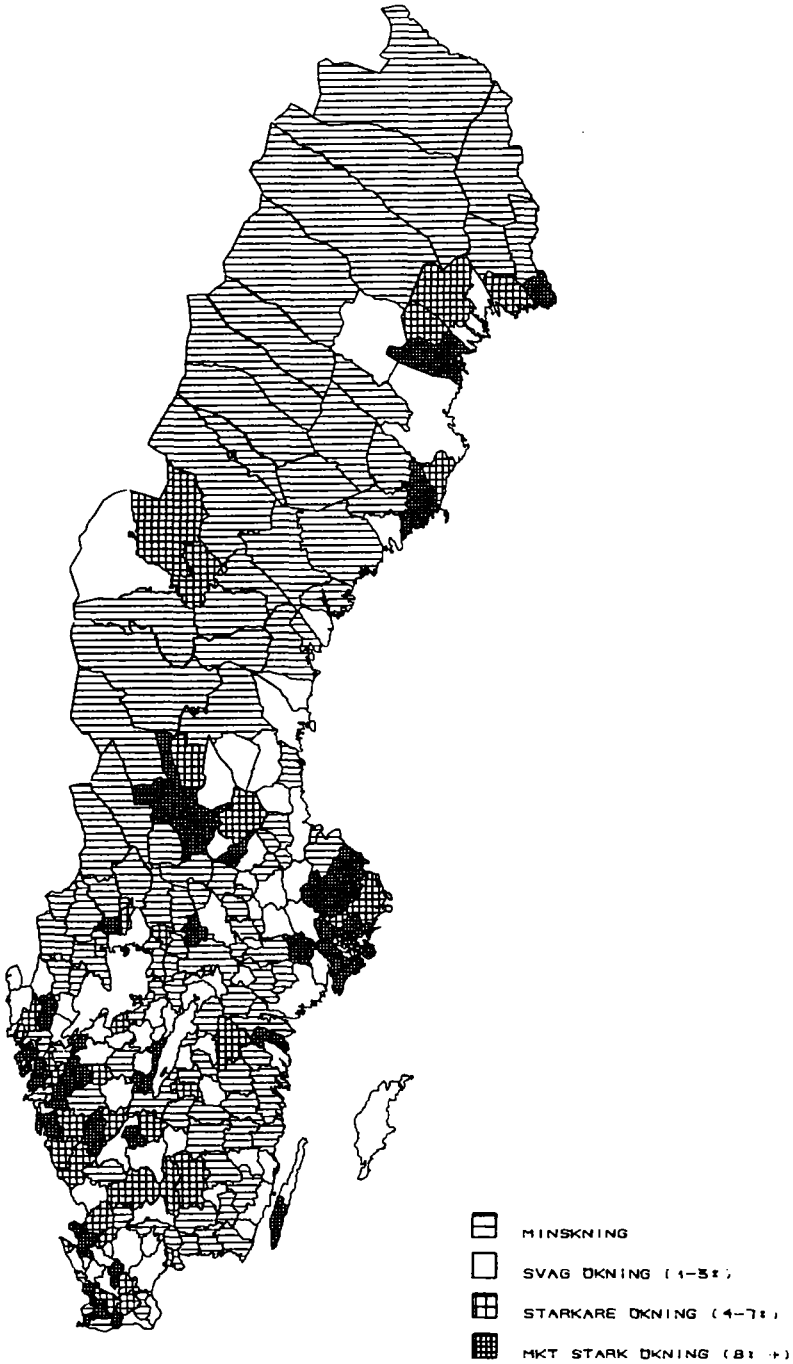 MINSKNING
SVAG ÖKNING (1-3%)
STARKARE ÖKNING (4-7%)
MKT STARK ÖKNING (8% +)